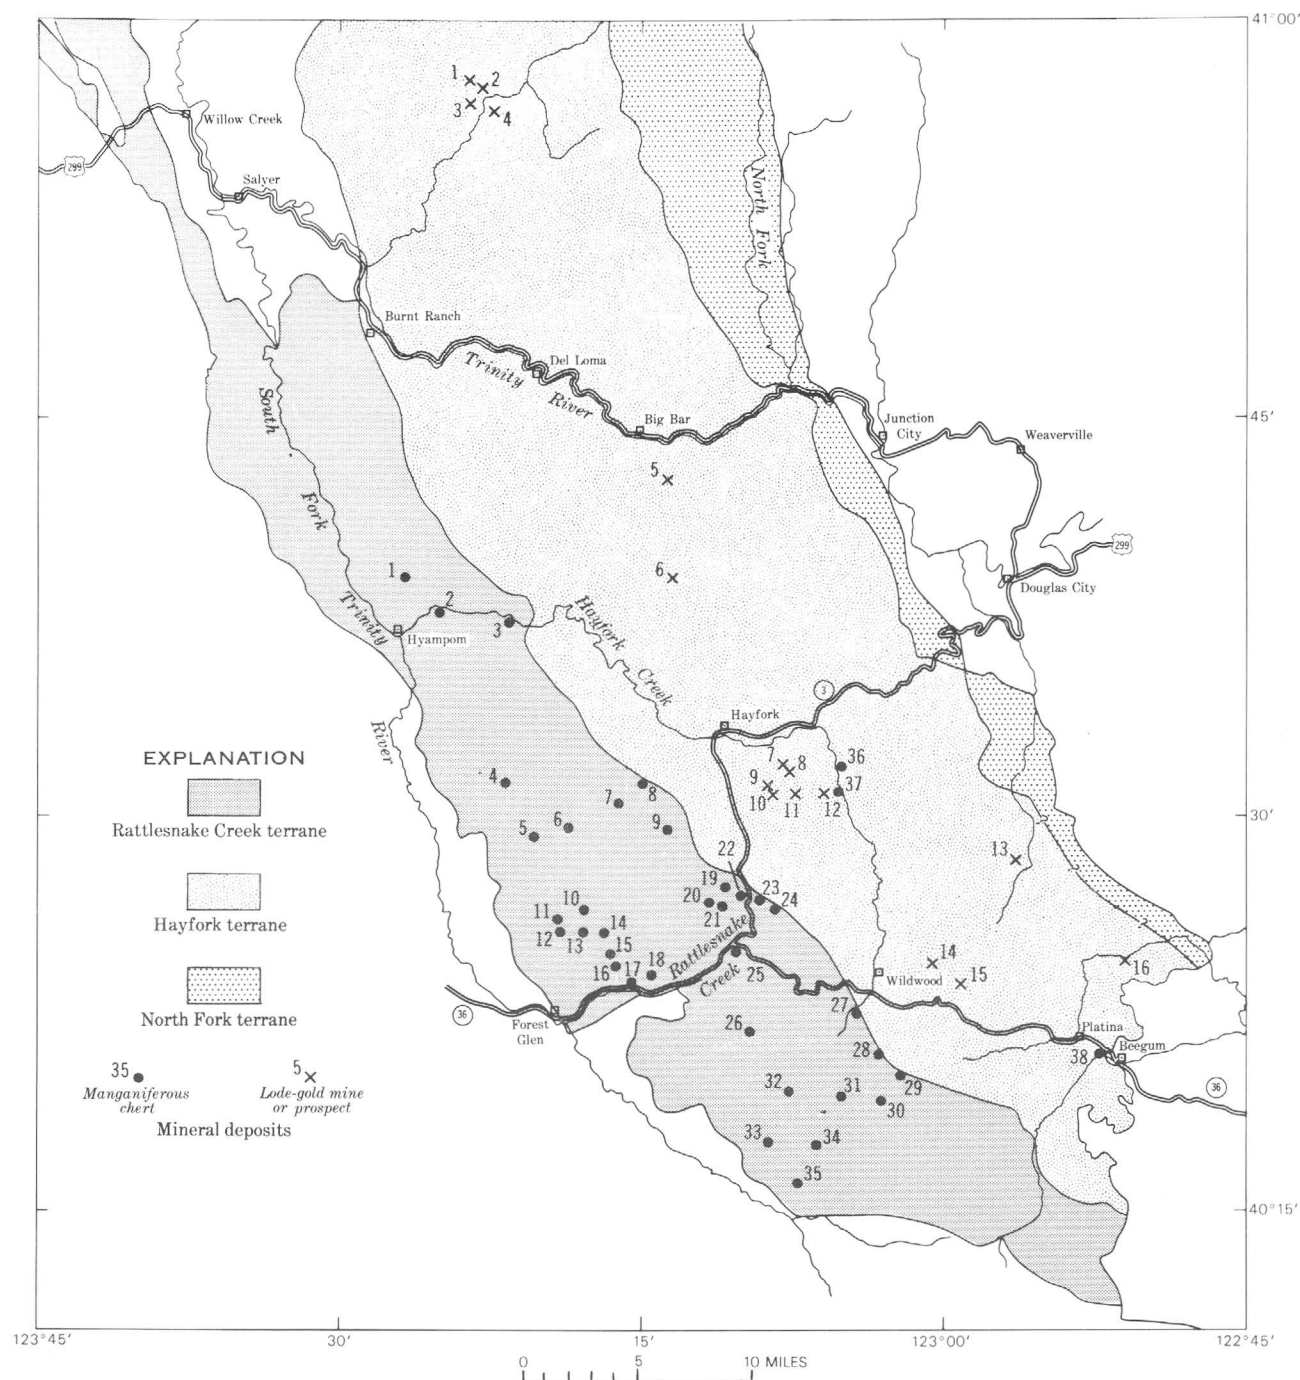 41°00'
1
2
3
4
Willow Creek
299
Salyer
North Fork
Burnt Ranch
Del Loma
Trinity River
Big Bar
Junction
City
Weaverville
45'
South Fork Trinity River
5
6
299
Douglas City
1
2
3
Hyampom
Hayfork Creek
3
Hayfork
7
8
9
10
11
12
36
37
13
30'
EXPLANATION
Rattlesnake Creek terrane
Hayfork terrane
North Fork terrane
35
Manganiferous
chert
5
Lode-gold mine
or prospect
Mineral deposits
4
5
6
7
8
9
22
19
20
21
23
24
10
11
12
13
14
15
16
17
18
Rattlesnake
Creek
25
36
Forest
Glen
Wildwood
14
15
16
27
26
28
29
30
31
32
33
34
35
Platina
38
Beegum
36
40°15'
123°45'
30'
15'
123°00'
122°45'
0
5
10 MILES